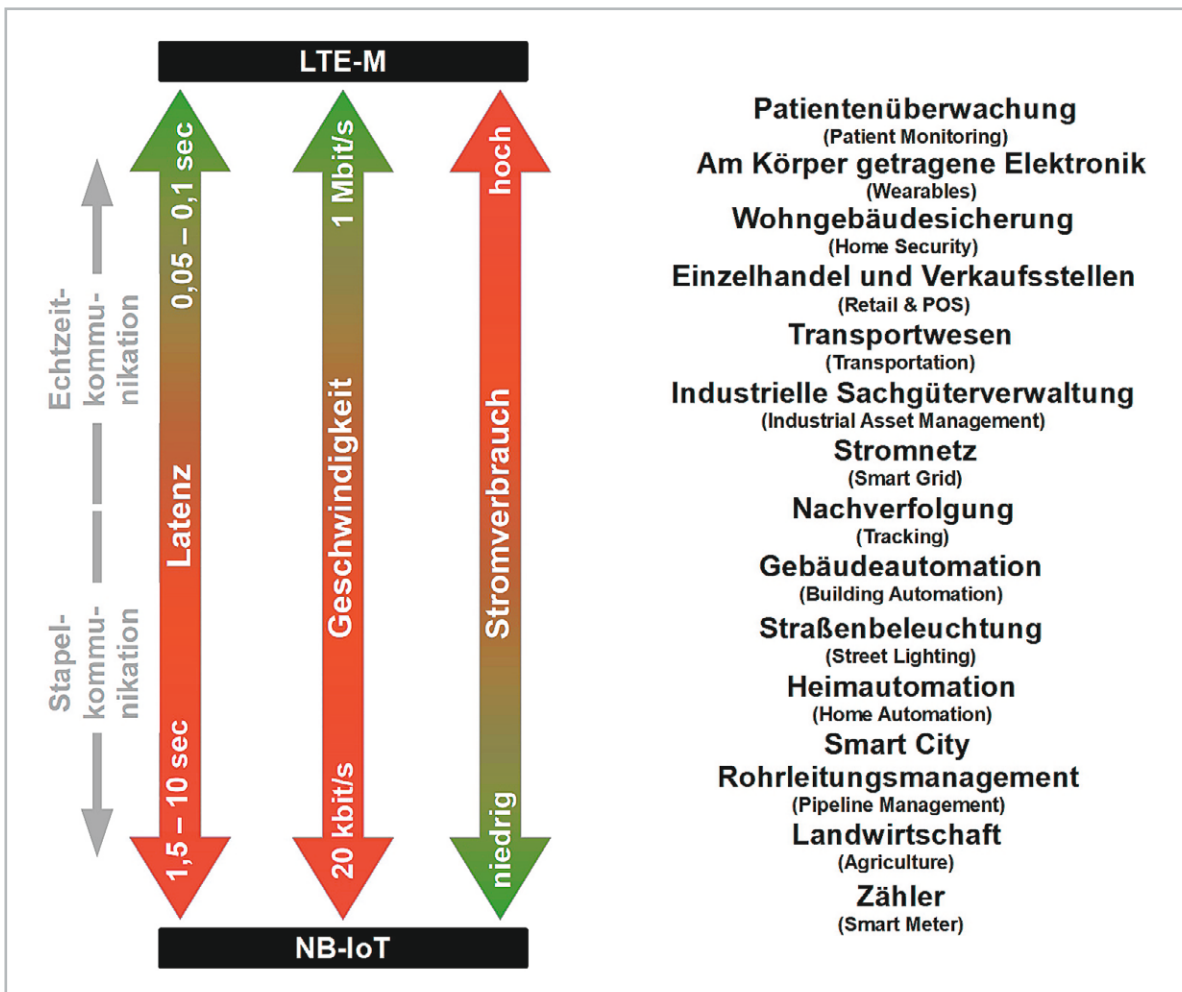 LTE-M
Echtzeit-
kommu-
nikation
Stapel-
kommu-
nikation
0,05 – 0,1 sec
Latenz
1,5 – 10 sec
1 Mbit/s
Geschwindigkeit
20 kbit/s
hoch
Stromverbrauch
niedrig
NB-IoT
Patientenüberwachung
(Patient Monitoring)
Am Körper getragene Elektronik
(Wearables)
Wohngebäudesicherung
(Home Security)
Einzelhandel und Verkaufsstellen
(Retail & POS)
Transportwesen
(Transportation)
Industrielle Sachgüterverwaltung
(Industrial Asset Management)
Stromnetz
(Smart Grid)
Nachverfolgung
(Tracking)
Gebäudeautomation
(Building Automation)
Straßenbeleuchtung
(Street Lighting)
Heimautomation
(Home Automation)
Smart City
Rohrleitungsmanagement
(Pipeline Management)
Landwirtschaft
(Agriculture)
Zähler
(Smart Meter)